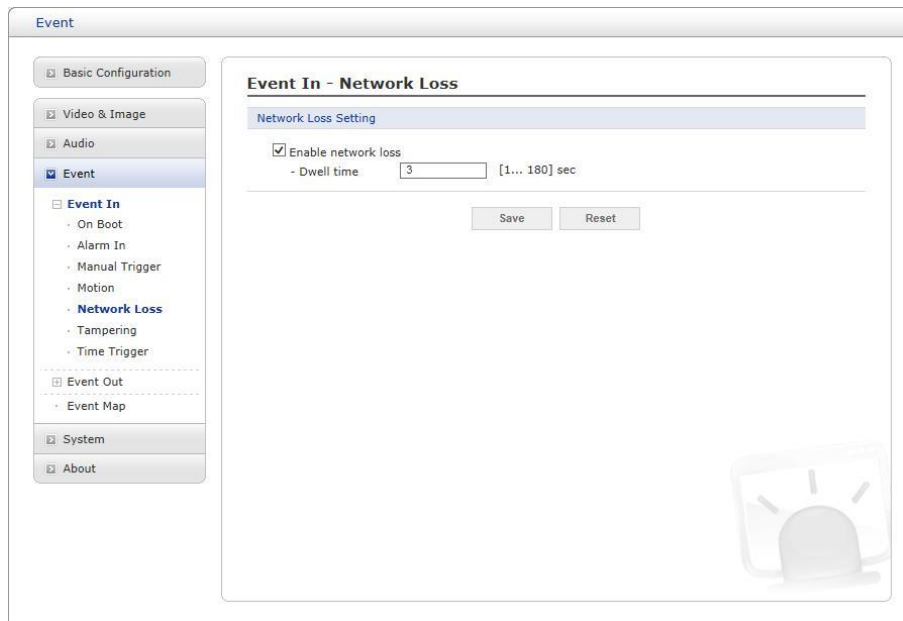 Event
Basic Configuration
Video & Image
Audio
Event
Event In
On Boot
Alarm In
Manual Trigger
Motion
Network Loss
Tampering
Time Trigger
Event Out
Event Map
System
About
Event In - Network Loss
Network Loss Setting
Enable network loss
- Dwell time 3 [1... 180] sec
Save Reset